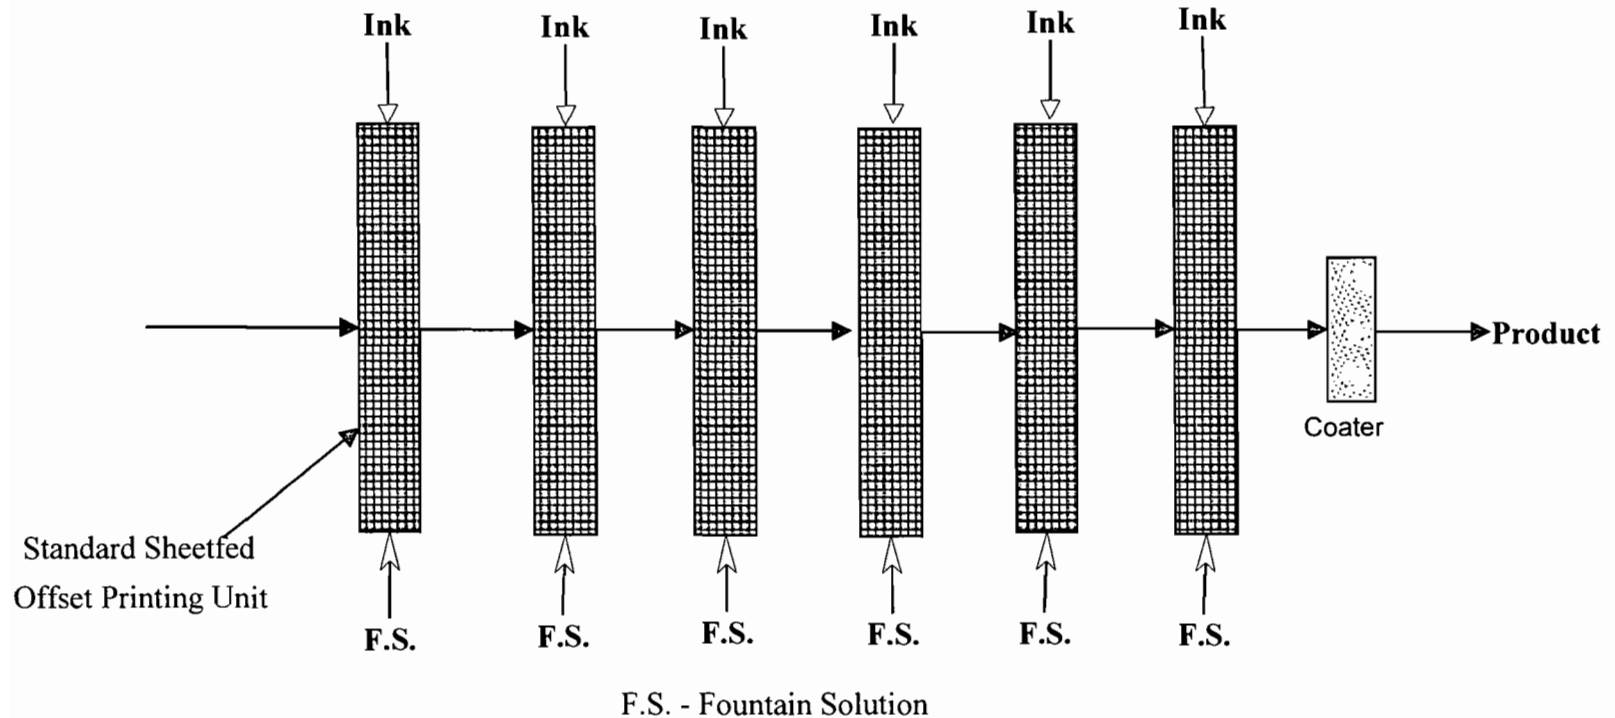 Ink
Ink
Ink
Ink
Ink
Ink
Product
Coater
Standard Sheetfed
Offset Printing Unit
F.S.
F.S.
F.S.
F.S.
F.S.
F.S.
F.S. - Fountain Solution